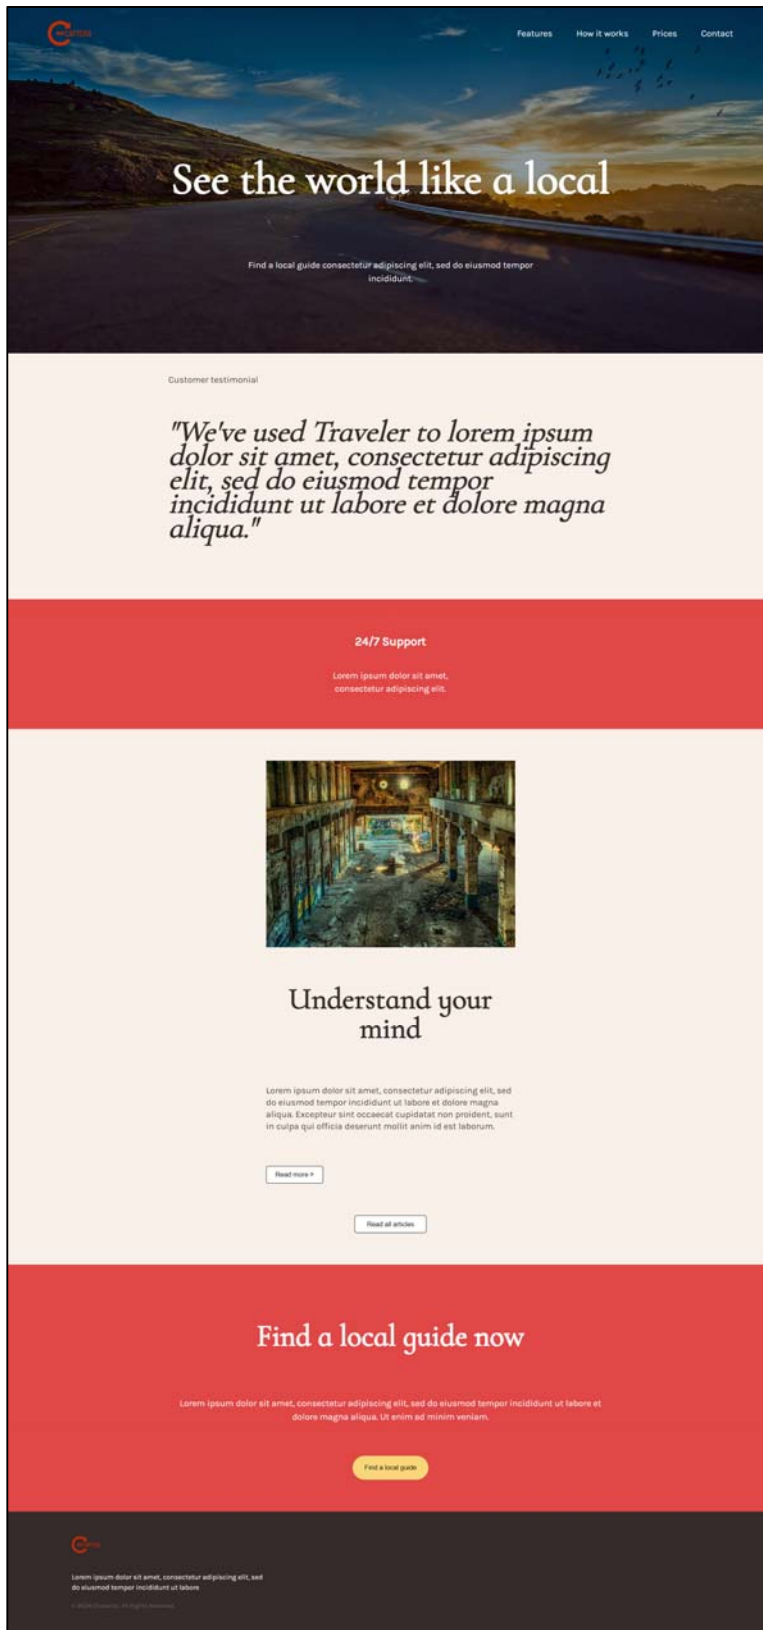 Features How it works Prices Contact
See the world like a local
Find a local guide consectetur adipiscing elit, sed do eiusmod tempor
incididunt.
Customer testimonial
"We've used Traveler to lorem ipsum
dolor sit amet, consectetur adipiscing
elit, sed do eiusmod tempor
incididunt ut labore et dolore magna
aliqua."
24/7 Support
Lorem ipsum dolor sit amet,
consectetur adipiscing elit.
Understand your
mind
Lorem ipsum dolor sit amet, consectetur adipiscing elit, sed
do eiusmod tempor incididunt ut labore et dolore magna
aliqua. Excepteur sint occaecat cupidatat non proident, sunt
in culpa qui officia deserunt mollit anim id est laborum.
Read more >
Read all articles
Find a local guide now
Lorem ipsum dolor sit amet, consectetur adipiscing elit, sed do eiusmod tempor incididunt ut labore et
dolore magna aliqua. Ut enim ad minim veniam.
Find a local guide
Lorem ipsum dolor sit amet, consectetur adipiscing elit, sed
do eiusmod tempor incididunt ut labore
All Rights Reserved.